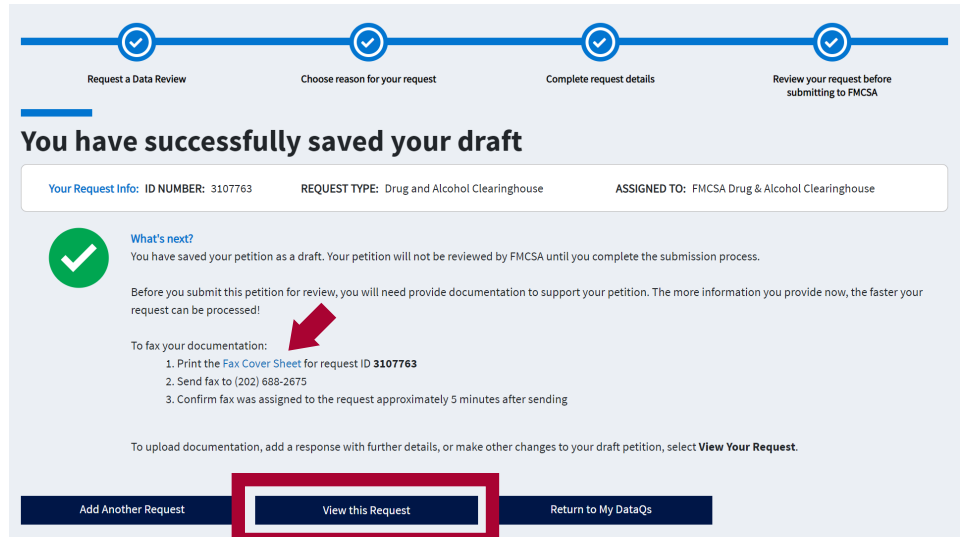 Request a Data Review
Choose reason for your request
Complete request details
Review your request before
submitting to FMCSA
You have successfully saved your draft
Your Request Info: ID NUMBER: 3107763 REQUEST TYPE: Drug and Alcohol Clearinghouse ASSIGNED TO: FMCSA Drug & Alcohol Clearinghouse
What's next?
You have saved your petition as a draft. Your petition will not be reviewed by FMCSA until you complete the submission process.
Before you submit this petition for review, you will need provide documentation to support your petition. The more information you provide now, the faster your
request can be processed!
To fax your documentation:
1. Print the Fax Cover Sheet for request ID 3107763
2. Send fax to (202) 688-2675
3. Confirm fax was assigned to the request approximately 5 minutes after sending
To upload documentation, add a response with further details, or make other changes to your draft petition, select View Your Request.
Add Another Request
View this Request
Return to My DataQs